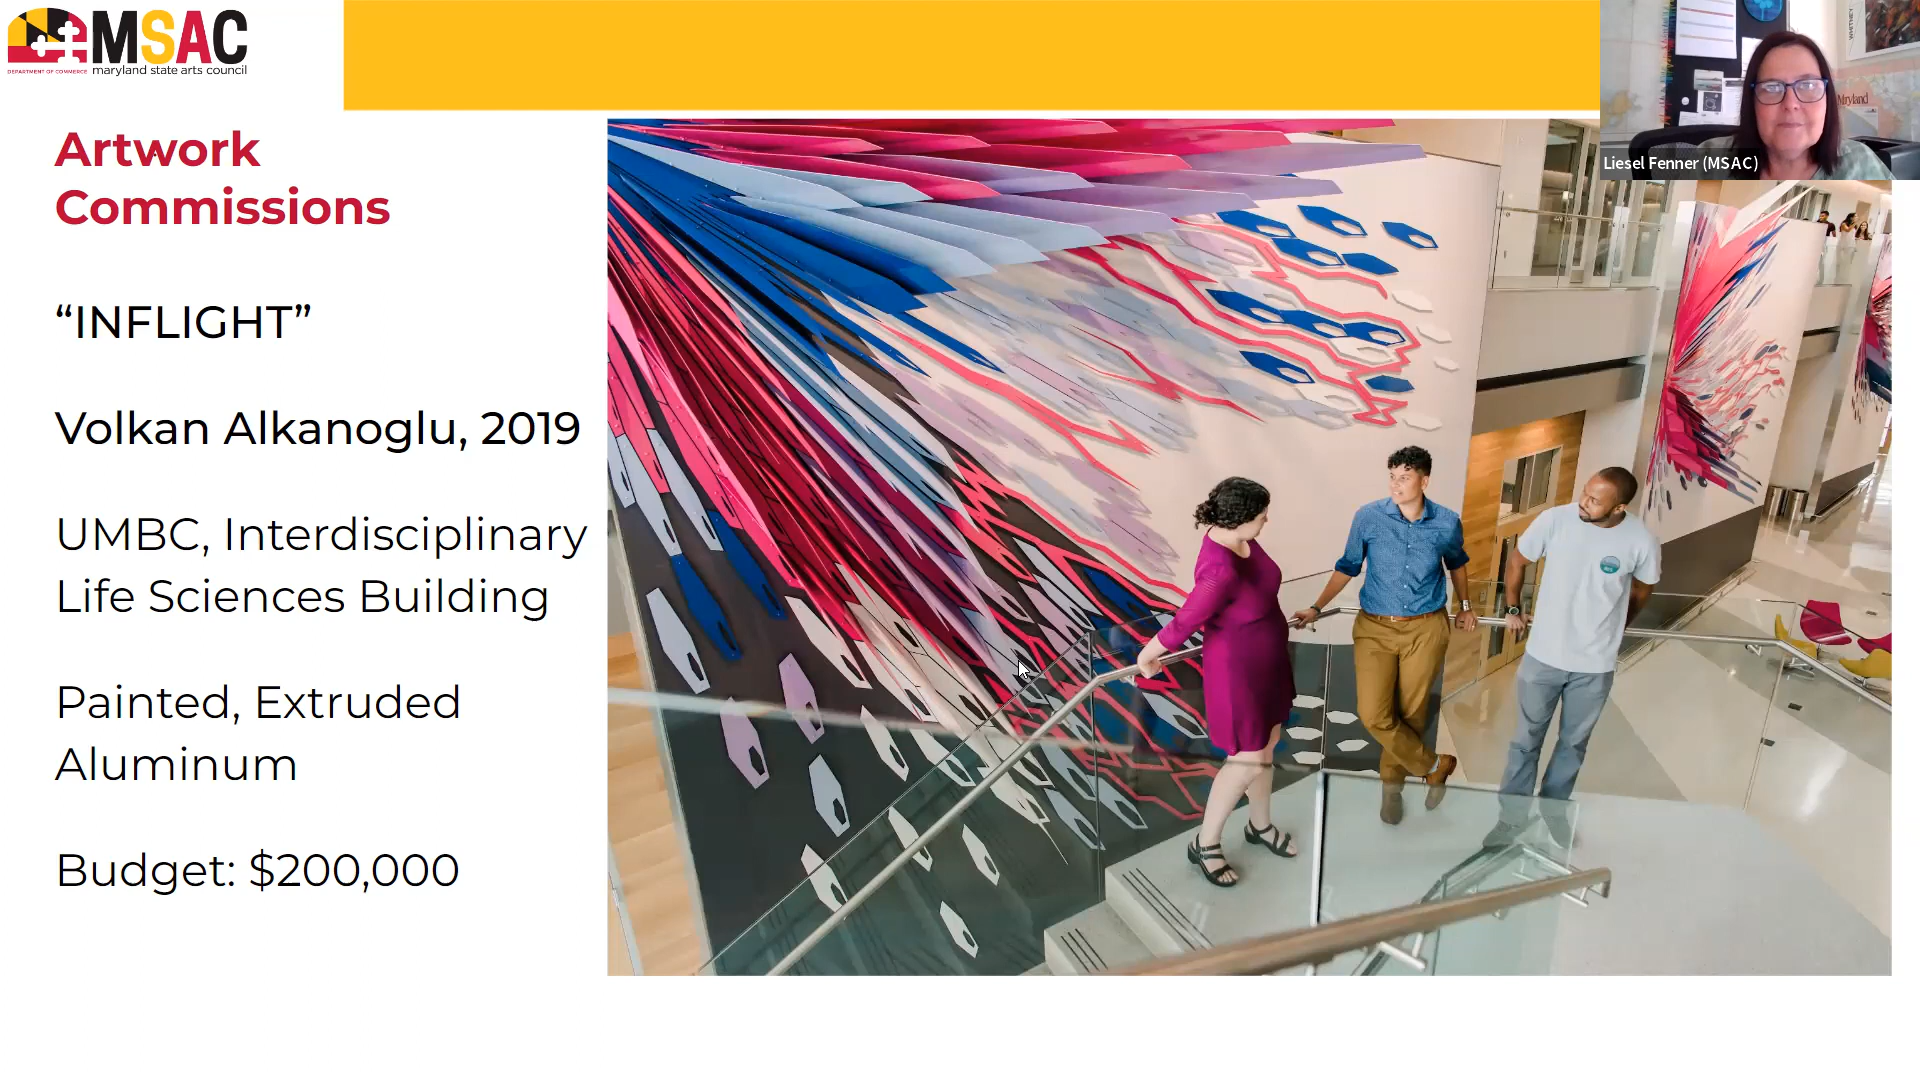 MSAC
DEPARTMENT OF COMMERCE
maryland state arts council
Artwork
Commissions
“INFLIGHT”
Volkan Alkanoglu, 2019
UMBC, Interdisciplinary
Life Sciences Building
Painted, Extruded
Aluminum
Budget: $200,000
WHITNEY
Liesel Fenner (MSAC)